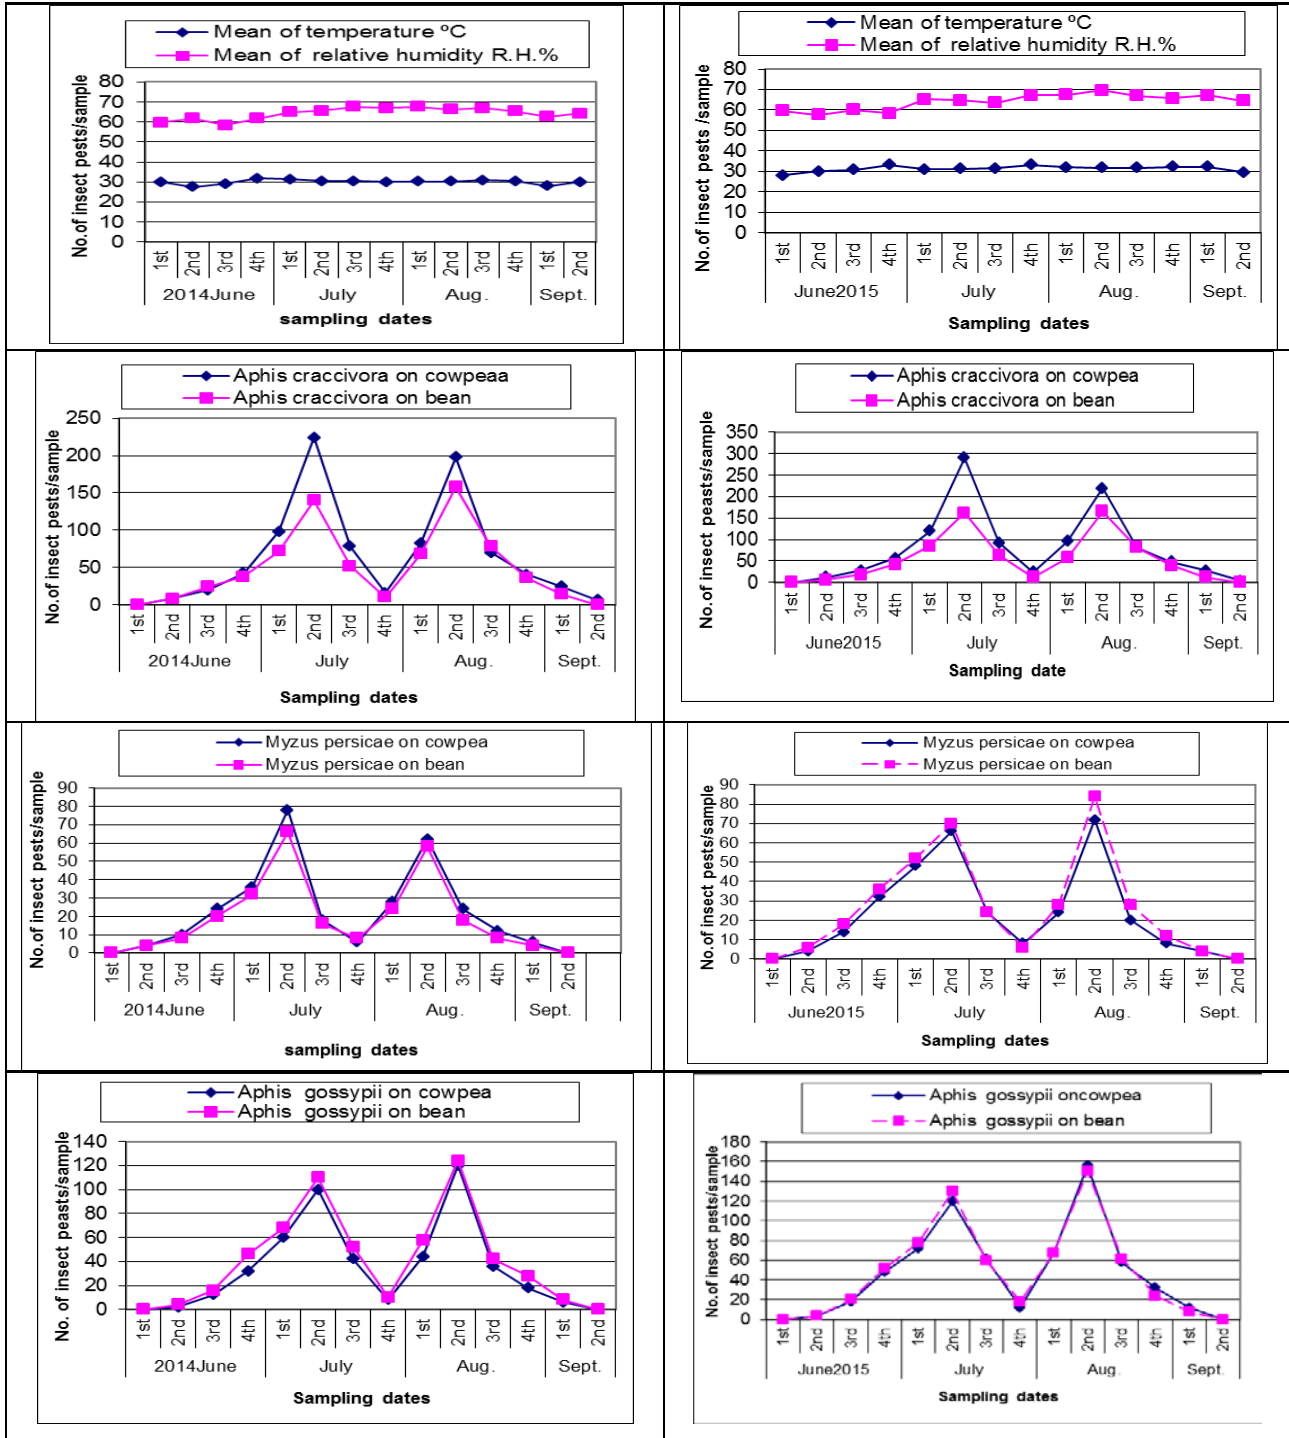 Mean of temperature ºC
Mean of relative humidity R.H.%
No.of insect pests/sample
80
70
60
50
40
30
20
10
0
1st 2nd 3rd 4th 1st 2nd 3rd 4th 1st 2nd 3rd 4th 1st 2nd
2014June July Aug. Sept.
sampling dates
Mean of temperature ºC
Mean of relative humidity R.H.%
No.of insect pests /sample
80
70
60
50
40
30
20
10
0
1st 2nd 3rd 4th 1st 2nd 3rd 4th 1st 2nd 3rd 4th 1st 2nd
June2015 July Aug. Sept.
Sampling dates
Aphis craccivora on cowpeaa
Aphis craccivora on bean
No.of insect pests/sample
250
200
150
100
50
0
1st 2nd 3rd 4th 1st 2nd 3rd 4th 1st 2nd 3rd 4th 1st 2nd
2014June July Aug. Sept.
Sampling dates
Aphis craccivora on cowpea
Aphis craccivora on bean
No.of insect peasts/sample
350
300
250
200
150
100
50
0
1st 2nd 3rd 4th 1st 2nd 3rd 4th 1st 2nd 3rd 4th 1st 2nd
June2015 July Aug. Sept.
Sampling date
Myzus persicae on cowpea
Myzus persicae on bean
No.of insect pests/sample
90
80
70
60
50
40
30
20
10
0
1st 2nd 3rd 4th 1st 2nd 3rd 4th 1st 2nd 3rd 4th 1st 2nd
2014June July Aug. Sept.
sampling dates
Myzus persicae on cowpea
Myzus persicae on bean
No.of insect pests/sample
90
80
70
60
50
40
30
20
10
0
1st 2nd 3rd 4th 1st 2nd 3rd 4th 1st 2nd 3rd 4th 1st 2nd
June2015 July Aug. Sept.
Sampling dates
Aphis gossypii on cowpea
Aphis gossypii on bean
No. of insect peasts/sample
140
120
100
80
60
40
20
0
1st 2nd 3rd 4th 1st 2nd 3rd 4th 1st 2nd 3rd 4th 1st 2nd
2014June July Aug. Sept.
Sampling dates
Aphis gossypii oncowpea
Aphis gossypii on bean
No.of insect pests/sample
180
160
140
120
100
80
60
40
20
0
1st 2nd 3rd 4th 1st 2nd 3rd 4th 1st 2nd 3rd 4th 1st 2nd
June2015 July Aug. Sept.
Sampling dates